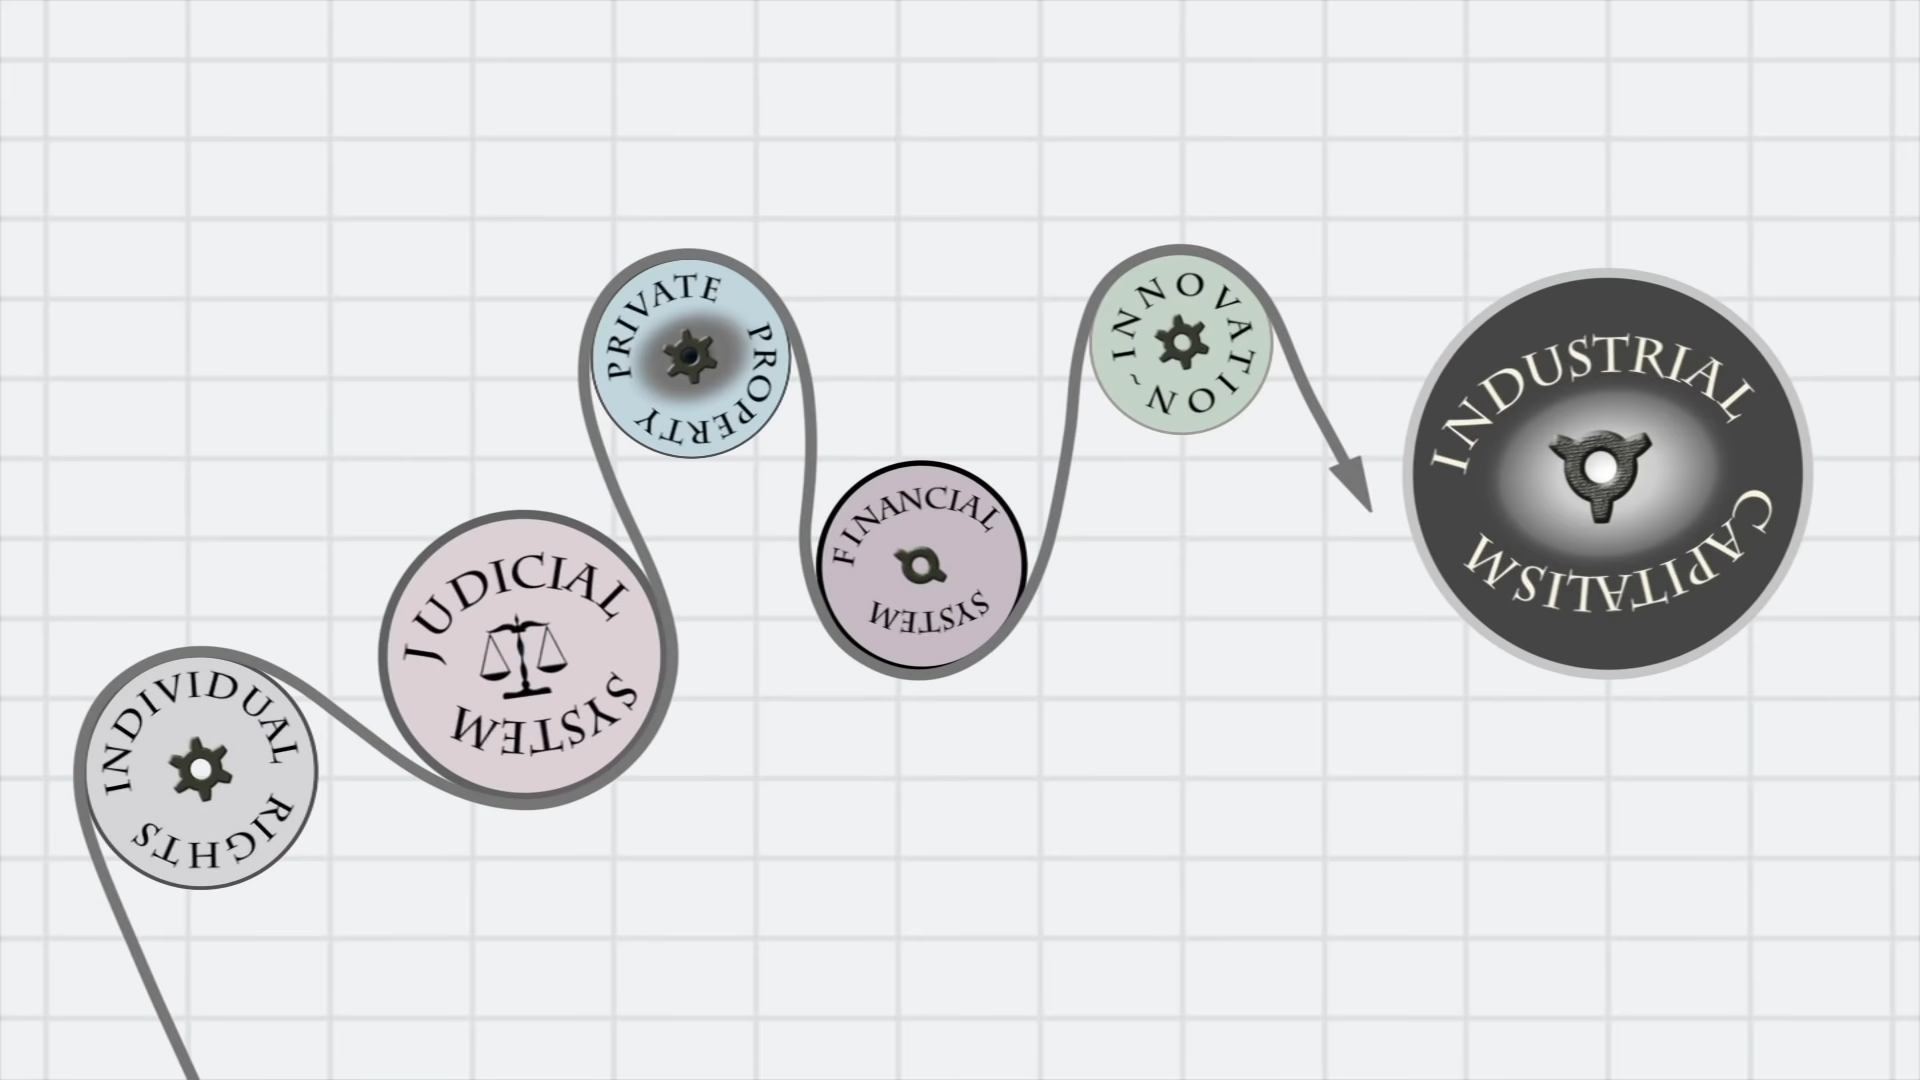 INDIVIDUAL RIGHTS
JUDICIAL SYSTEM
PRIVATE PROPERTY
FINANCIAL SYSTEM
INNOVATION~
INDUSTRIAL CAPITALISM